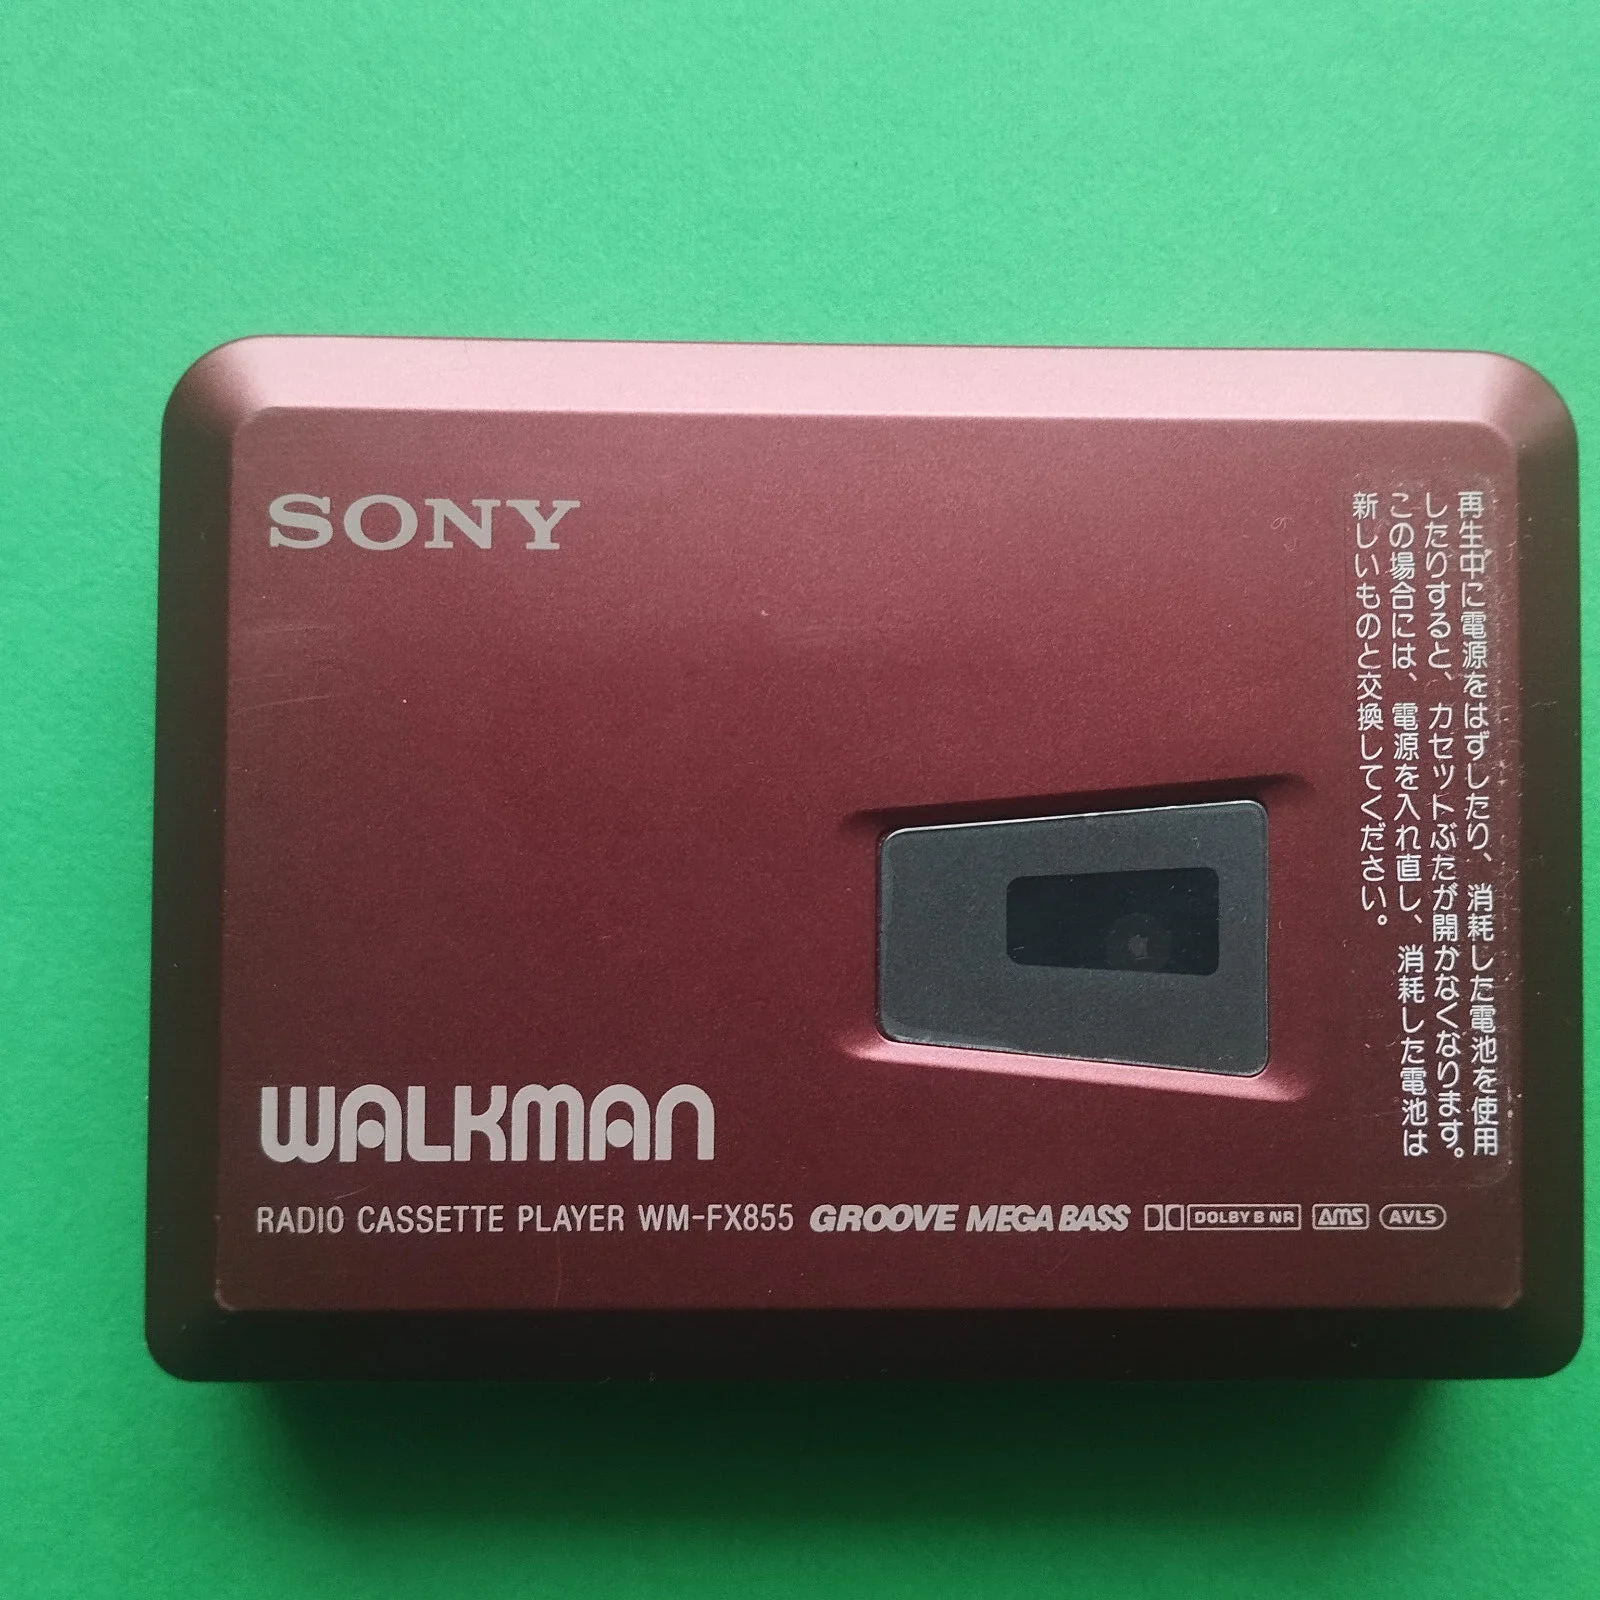 SONY
再生中に電源をはずしたり、消耗した電池を使用
したりすると、カセットぶたが開かなくなります。
この場合には、電源を入れ直し、消耗した電池は
新しいものと交換してください。
WALKMAN
RADIO CASSETTE PLAYER WM-FX855 GROOVE MEGA BASS DOLBY B NR AMS AVLS